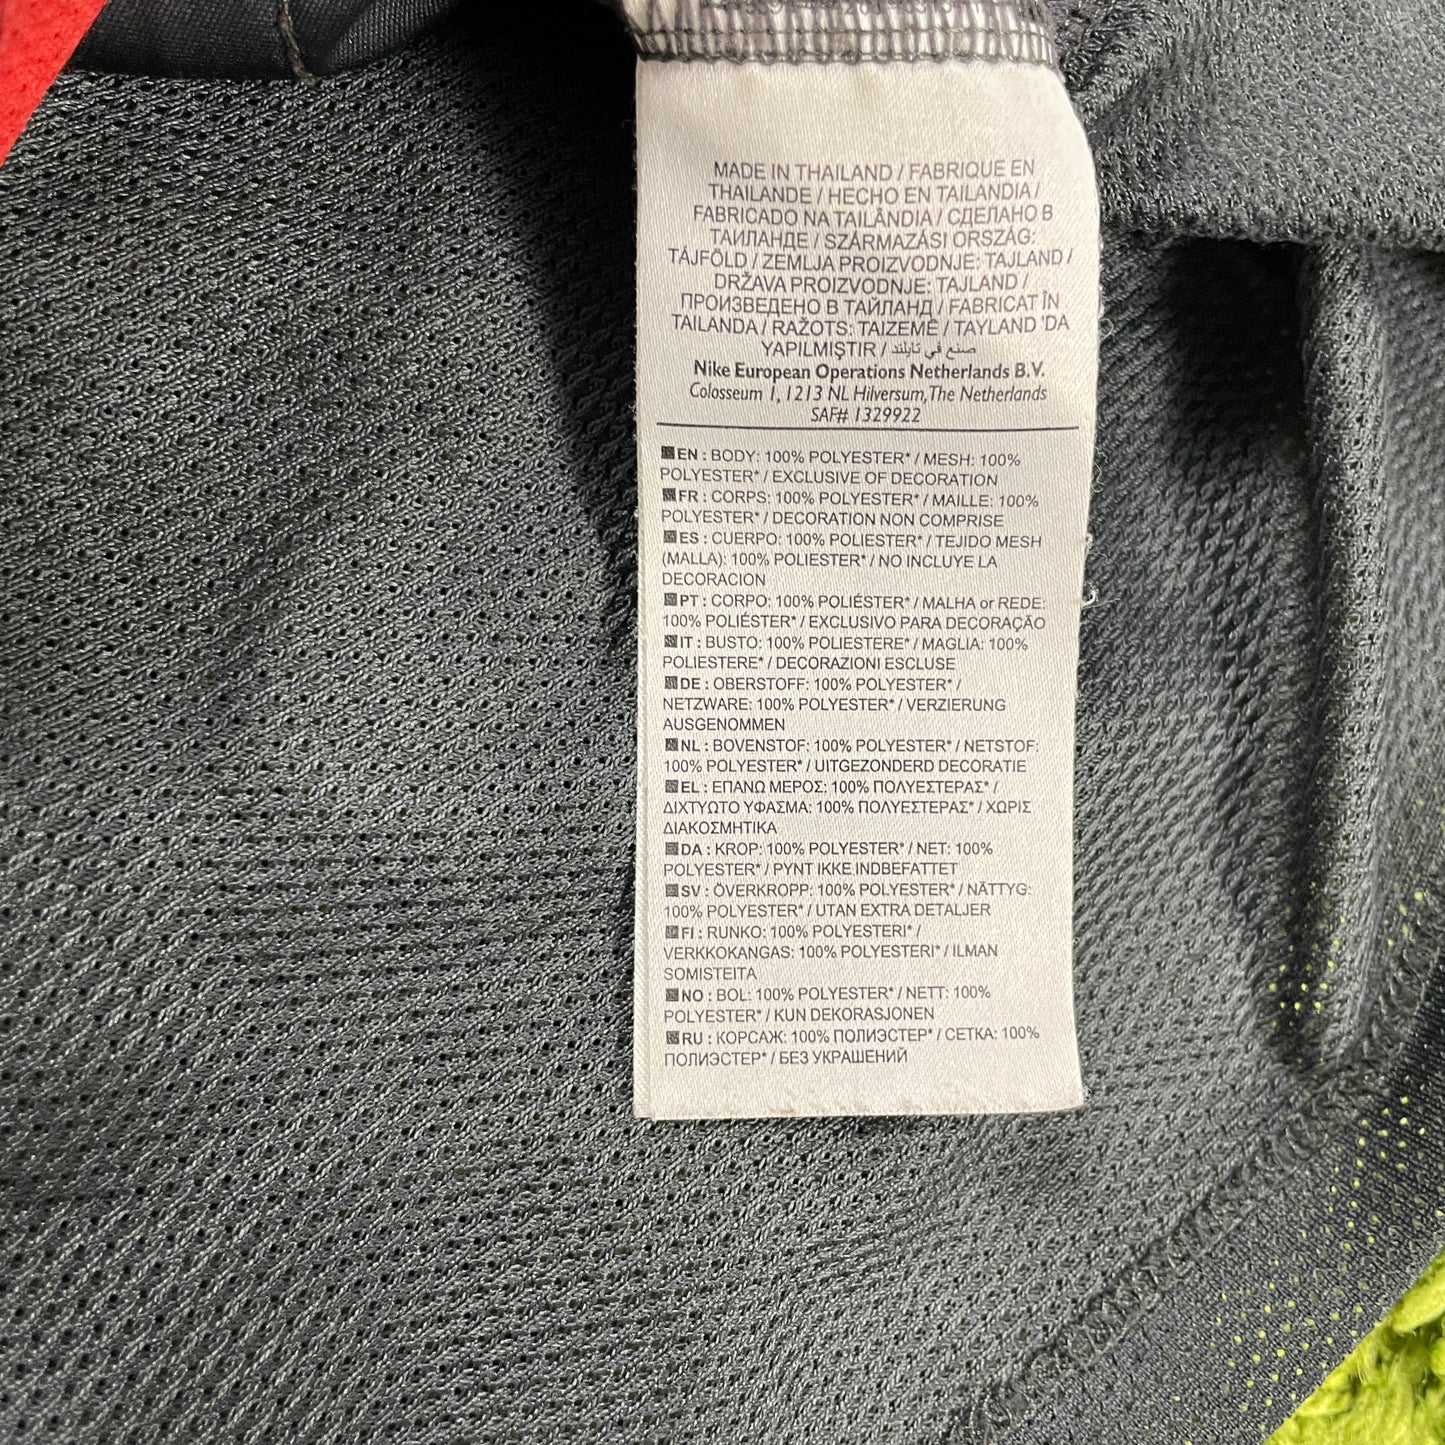 MADE IN THAILAND / FABRIQUE EN
THAILANDE / HECHO EN TAILANDIA /
FABRICADO NA TAILÂNDIA / СДЕЛАНО В
ТАИЛАНДЕ / SZÁRMAZÁSI ORSZÁG:
TÁJFÖLD / ZEMLJA PROIZVODNJE: TAJLAND /
DRŽAVA PROIZVODNJE: TAJLAND /
ПРОИЗВЕДЕНО В ТАЙЛАНД / FABRICAT ÎN
TAILANDA / RAŽOTS: TAIZEMĒ / TAYLAND 'DA
YAPILMIŞTIR / صنع في تايلند
Nike European Operations Netherlands B.V.
Colosseum 1, 1213 NL Hilversum, The Netherlands
SAF# 1329922
EN : BODY: 100% POLYESTER* / MESH: 100%
POLYESTER* / EXCLUSIVE OF DECORATION
FR : CORPS: 100% POLYESTER* / MAILLE: 100%
POLYESTER* / DECORATION NON COMPRISE
ES : CUERPO: 100% POLIESTER* / TEJIDO MESH
(MALLA): 100% POLIESTER* / NO INCLUYE LA
DECORACION
PT : CORPO: 100% POLIÉSTER* / MALHA or REDE:
100% POLIÉSTER* / EXCLUSIVO PARA DECORAÇÃO
IT : BUSTO: 100% POLIESTERE* / MAGLIA: 100%
POLIESTERE* / DECORAZIONI ESCLUSE
DE : OBERSTOFF: 100% POLYESTER* /
NETZWARE: 100% POLYESTER* / VERZIERUNG
AUSGENOMMEN
NL : BOVENSTOF: 100% POLYESTER* / NETSTOF:
100% POLYESTER* / UITGEZONDERD DECORATIE
EL : ΕΠΑΝΩ ΜΕΡΟΣ: 100% ΠΟΛΥΕΣΤΕΡΑΣ* /
ΔΙΧΤΥΩΤΟ ΥΦΑΣΜΑ: 100% ΠΟΛΥΕΣΤΕΡΑΣ* / ΧΩΡΙΣ
ΔΙΑΚΟΣΜΗΤΙΚΑ
DA : KROP: 100% POLYESTER* / NET: 100%
POLYESTER* / PYNT IKKE INDBEFATTET
SV : ÖVERKROPP: 100% POLYESTER* / NÄTTYG:
100% POLYESTER* / UTAN EXTRA DETALJER
FI : RUNKO: 100% POLYESTERI* /
VERKKOKANGAS: 100% POLYESTERI* / ILMAN
SOMISTEITA
NO : BOL: 100% POLYESTER* / NETT: 100%
POLYESTER* / KUN DEKORASJONEN
RU : КОРСАЖ: 100% ПОЛИЭСТЕР* / СЕТКА: 100%
ПОЛИЭСТЕР* / БЕЗ УКРАШЕНИЙ